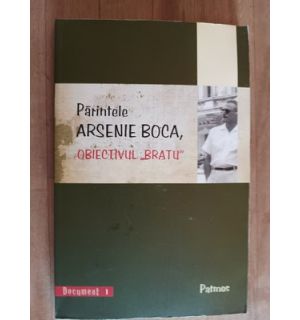 Părintele
ARSENIE BOCA,
OBIECTIVUL „BRATU”
Document 1
Patmos